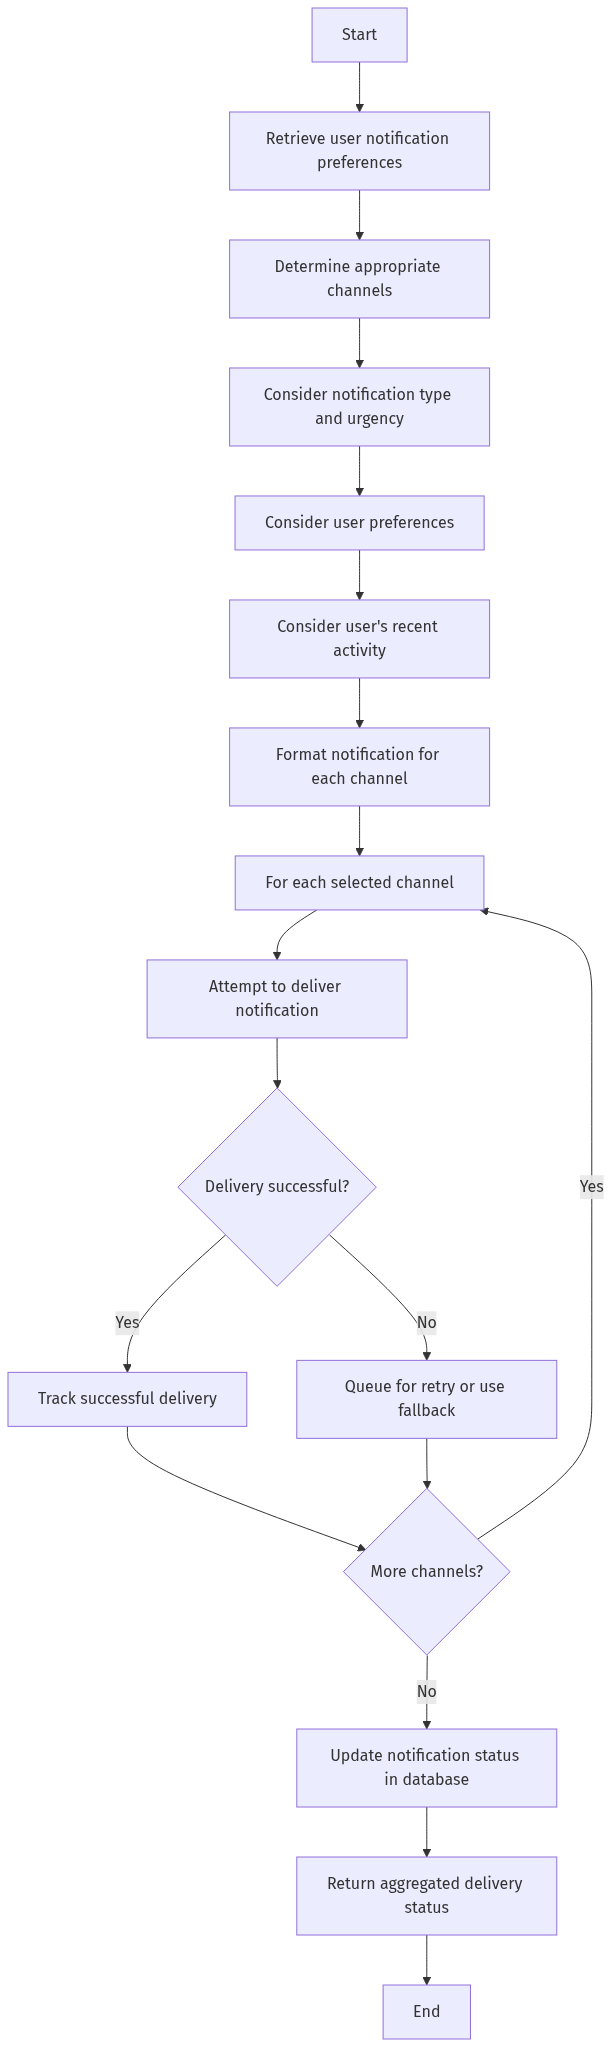 Start
Retrieve user notification
preferences
Determine appropriate
channels
Consider notification type
and urgency
Consider user preferences
Consider user's recent
activity
Format notification for
each channel
For each selected channel
Attempt to deliver
notification
Delivery successful?
Yes
Yes
No
Track successful delivery
Queue for retry or use
fallback
More channels?
No
Update notification status
in database
Return aggregated delivery
status
End